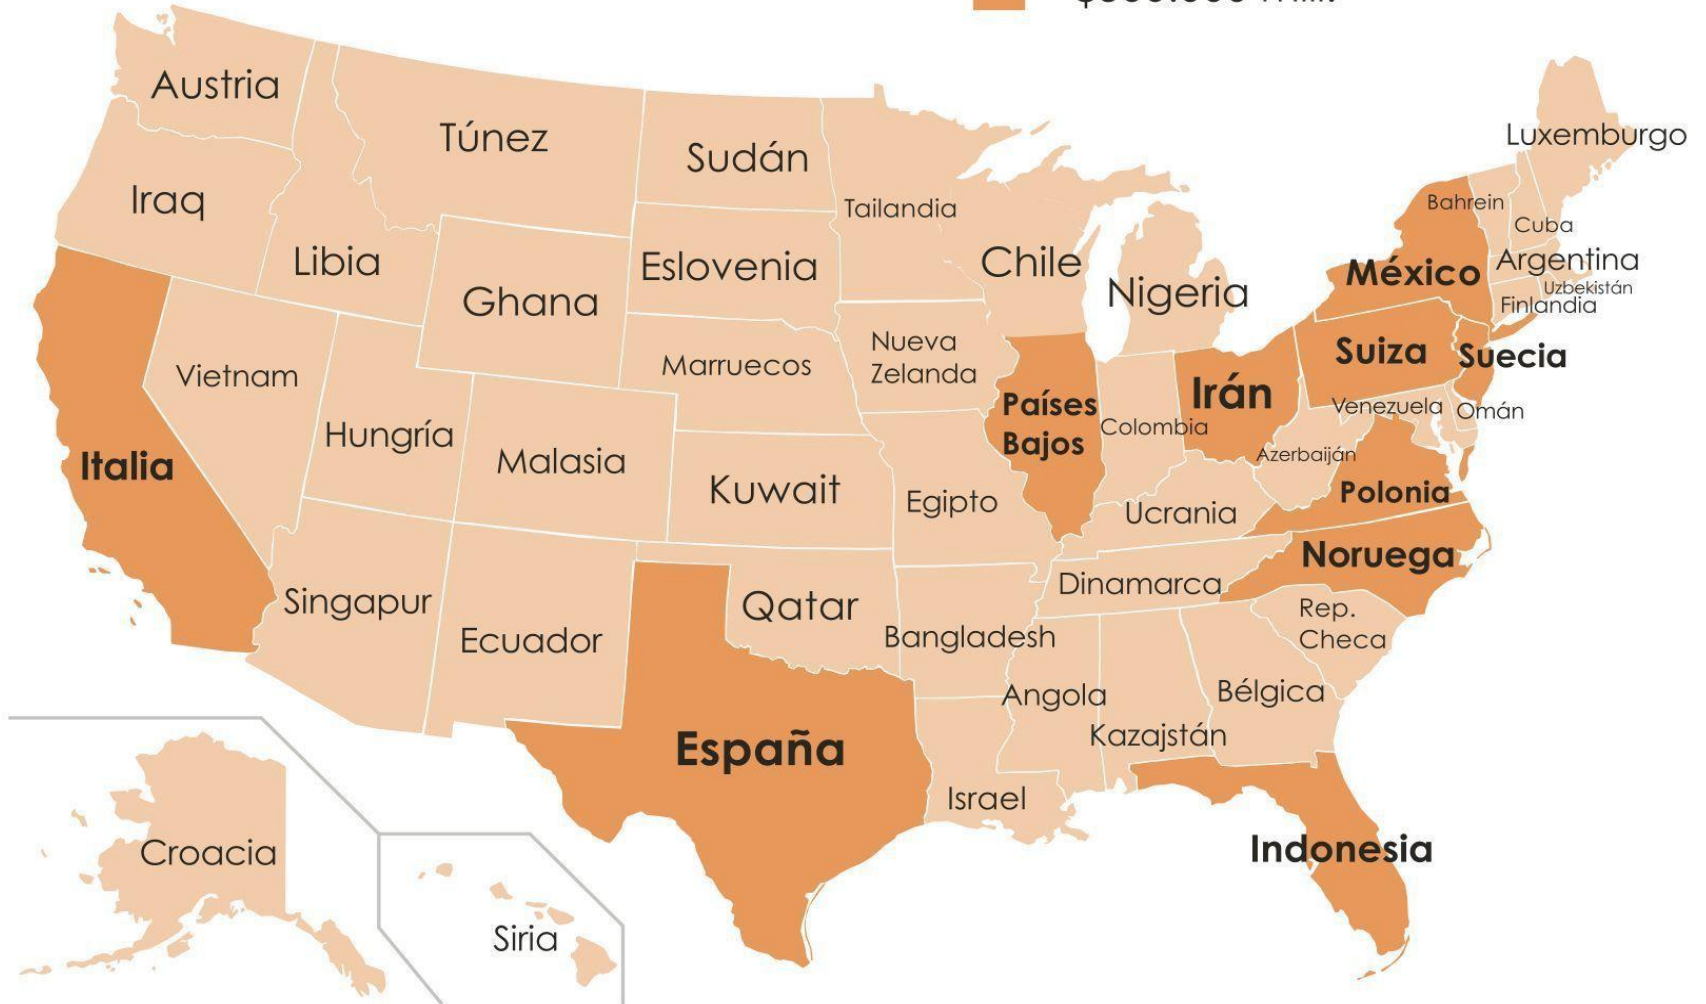 Austria
Túnez
Luxemburgo
Sudán
Iraq
Tailandia
Bahrein
Cuba
Libia
Eslovenia
Chile
México
Argentina
Ghana
Nigeria
Uzbekistán
Finlandia
Nueva
Zelanda
Marruecos
Vietnam
Suiza
Suecia
Irán
Países
Bajos
Venezuela
Omán
Colombia
Hungría
Azerbaiján
Italia
Malasia
Kuwait
Egipto
Polonia
Ucrania
Noruega
Dinamarca
Singapur
Qatar
Rep.
Checa
Ecuador
Bangladesh
Angola
Bélgica
Kazajstán
España
Israel
Indonesia
Croacia
Siria